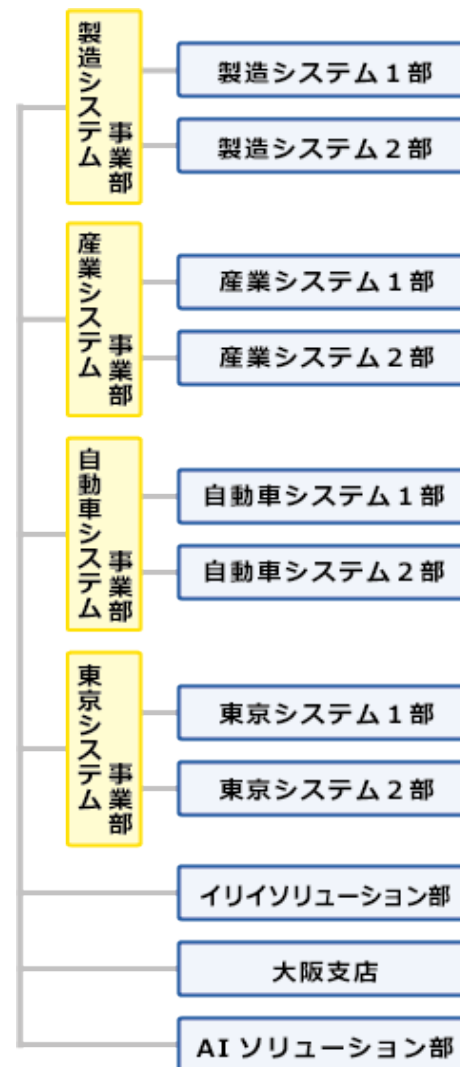 製造システム
事業部
製造システム１部
製造システム２部
産業システム
事業部
産業システム１部
産業システム２部
自動車システム
事業部
自動車システム１部
自動車システム２部
東京システム
事業部
東京システム１部
東京システム２部
イリイソリューション部
大阪支店
AI ソリューション部